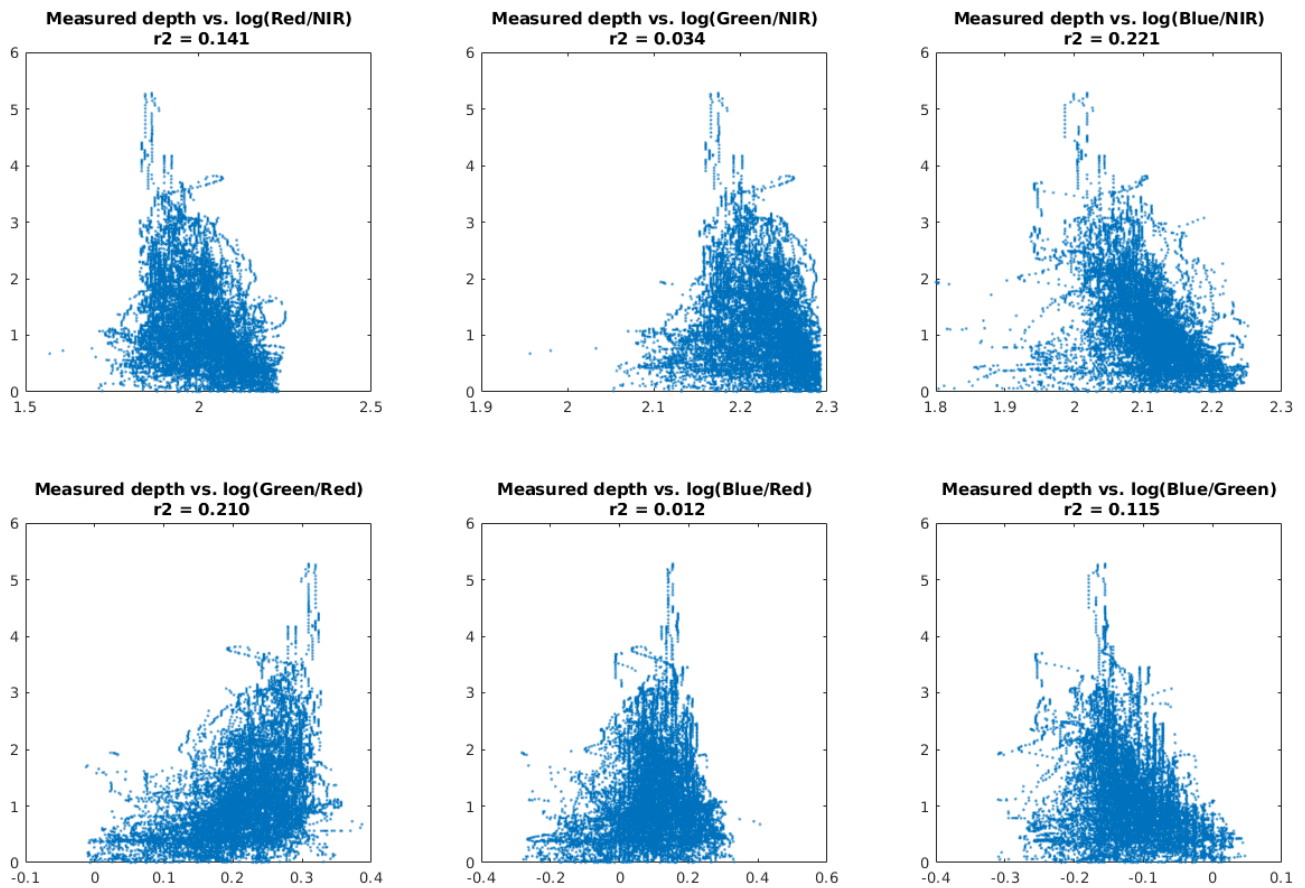 Measured depth vs. log(Red/NIR)
r2 = 0.141
6
5
4
3
2
1
0
1.5 2 2.5
Measured depth vs. log(Green/NIR)
r2 = 0.034
6
5
4
3
2
1
0
1.9 2 2.1 2.2 2.3
Measured depth vs. log(Blue/NIR)
r2 = 0.221
6
5
4
3
2
1
0
1.8 1.9 2 2.1 2.2 2.3
Measured depth vs. log(Green/Red)
r2 = 0.210
6
5
4
3
2
1
0
-0.1 0 0.1 0.2 0.3 0.4
Measured depth vs. log(Blue/Red)
r2 = 0.012
6
5
4
3
2
1
0
-0.4 -0.2 0 0.2 0.4 0.6
Measured depth vs. log(Blue/Green)
r2 = 0.115
6
5
4
3
2
1
0
-0.4 -0.3 -0.2 -0.1 0 0.1